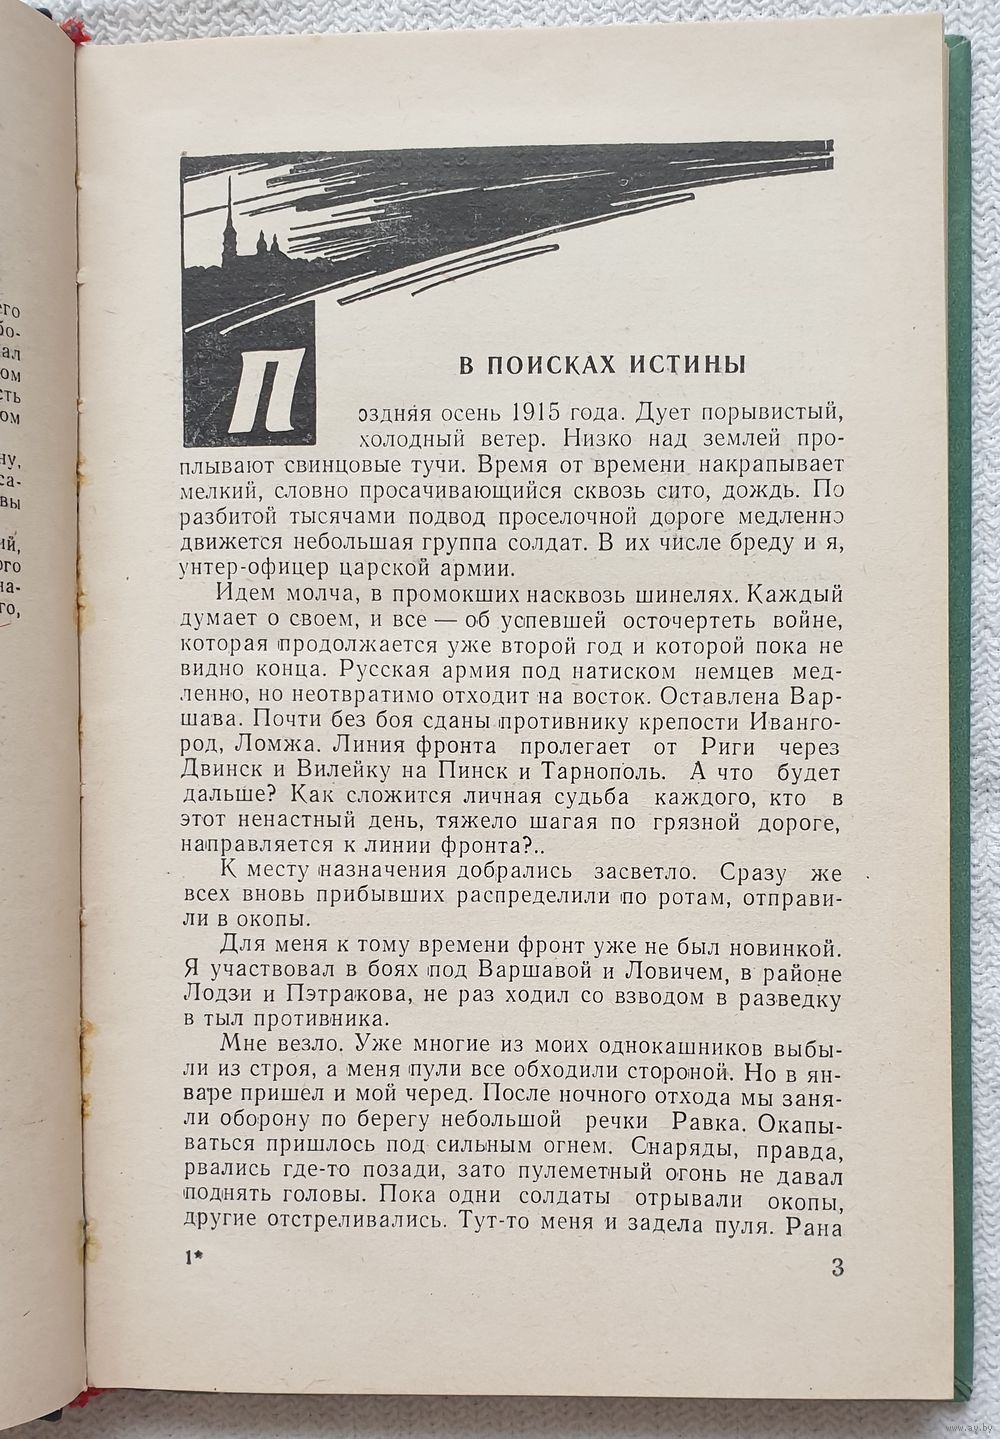 В ПОИСКАХ ИСТИНЫ
Поздняя осень 1915 года. Дует порывистый,
холодный ветер. Низко над землей про-
плывают свинцовые тучи. Время от времени накрапывает
мелкий, словно просачивающийся сквозь сито, дождь. По
разбитой тысячами подвод проселочной дороге медленно
движется небольшая группа солдат. В их числе бреду и я,
унтер-офицер царской армии.
Идем молча, в промокших насквозь шинелях. Каждый
думает о своем, и все — об успевшей осточертеть войне,
которая продолжается уже второй год и которой пока не
видно конца. Русская армия под натиском немцев мед-
ленно, но неотвратимо отходит на восток. Оставлена Вар-
шава. Почти без боя сданы противнику крепости Иванго-
род, Ломжа. Линия фронта пролегает от Риги через
Двинск и Вилейку на Пинск и Тарнополь. А что будет
дальше? Как сложится личная судьба каждого, кто в
этот ненастный день, тяжело шагая по грязной дороге,
направляется к линии фронта?..
К месту назначения добрались засветло. Сразу же
всех вновь прибывших распределили по ротам, отправи-
ли в окопы.
Для меня к тому времени фронт уже не был новинкой.
Я участвовал в боях под Варшавой и Ловичем, в районе
Лодзи и Пэтракова, не раз ходил со взводом в разведку
в тыл противника.
Мне везло. Уже многие из моих однокашников выбы-
ли из строя, а меня пули все обходили стороной. Но в ян-
варе пришел и мой черед. После ночного отхода мы заня-
ли оборону по берегу небольшой речки Равка. Окапы-
ваться пришлось под сильным огнем. Снаряды, правда,
рвались где-то позади, зато пулеметный огонь не давал
поднять головы. Пока одни солдаты отрывали окопы,
другие отстреливались. Тут-то меня и задела пуля. Рана
1*
3
www.ay.by